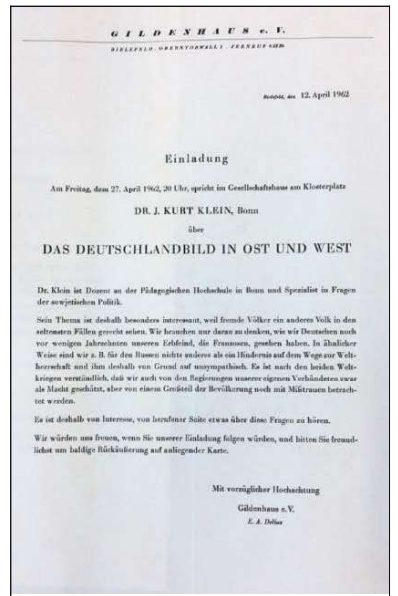 GILDENHAUS e. V.
BIELEFELD · OBERNTORWALL 1 · FERNRUF
Bielefeld, den 12. April 1962
Einladung
Am Freitag, dem 27. April 1962, 20 Uhr, spricht im Gesellschaftshaus am Klosterplatz
DR. J. KURT KLEIN, Bonn
über
DAS DEUTSCHLANDBILD IN OST UND WEST
Dr. Klein ist Dozent an der Pädagogischen Hochschule in Bonn und Spezialist in Fragen
der sowjetischen Politik.
Sein Thema ist deshalb besonders interessant, weil fremde Völker ein anderes Volk in den
seltensten Fällen gerecht sehen. Wir brauchen nur daran zu denken, wie wir Deutschen noch
vor wenigen Jahrzehnten unseren Erbfeind, die Franzosen, gesehen haben. In ähnlicher
Weise sind wir z. B. für den Russen nichts anderes als ein Hindernis auf dem Wege zur Welt-
herrschaft und ihm deshalb von Grund auf unsympathisch. Es ist nach den beiden Welt-
kriegen verständlich, daß wir auch von den Regierungen unserer eigenen Verbündeten zwar
als Macht geschätzt, aber von einem Großteil der Bevölkerung noch mit Mißtrauen betrach-
tet werden.
Es ist deshalb von Interesse, von berufener Seite etwas über diese Fragen zu hören.
Wir würden uns freuen, wenn Sie unserer Einladung folgen würden, und bitten Sie freund-
lichst um baldige Rückäußerung auf anliegender Karte.
Mit vorzüglicher Hochachtung
Gildenhaus e. V.
E. A. Delius